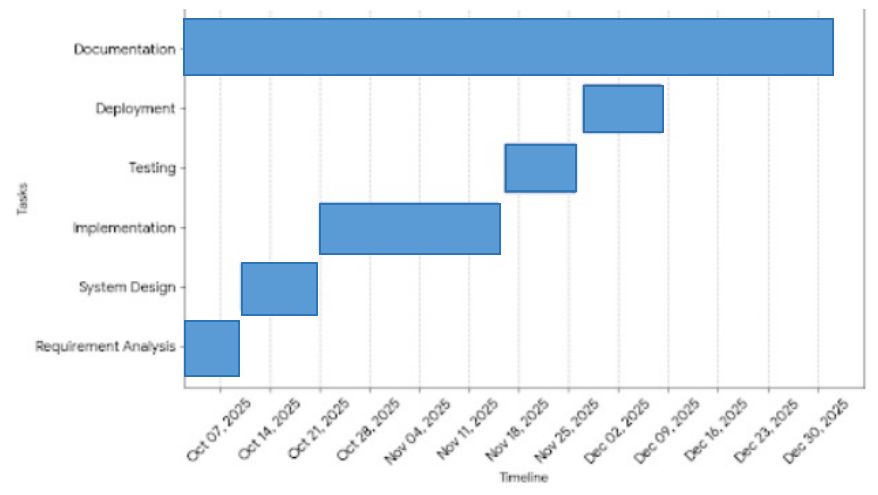 Documentation
Deployment
Testing
Tasks
Implementation
System Design
Requirement Analysis
Oct 07, 2025
Oct 14, 2025
Oct 21, 2025
Oct 28, 2025
Nov 04, 2025
Nov 11, 2025
Nov 18, 2025
Nov 25, 2025
Dec 02, 2025
Dec 09, 2025
Dec 16, 2025
Dec 23, 2025
Dec 30, 2025
Timeline